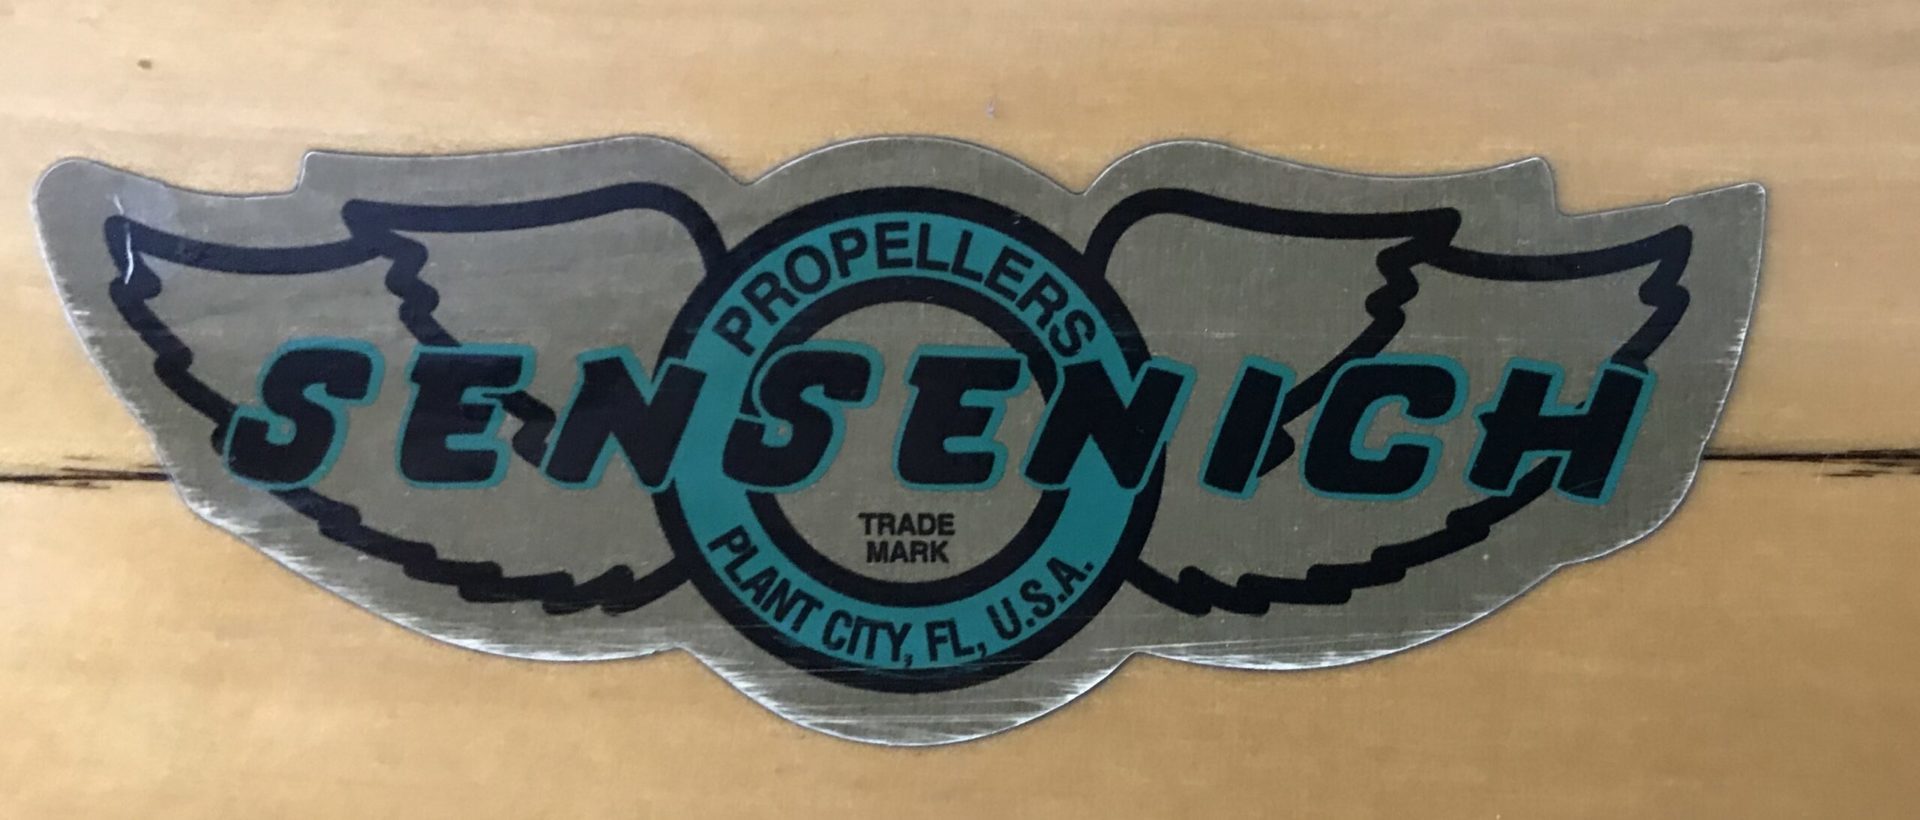 PROPELLERS
SENSENICH
TRADE
MARK
PLANT CITY, FL, U.S.A.